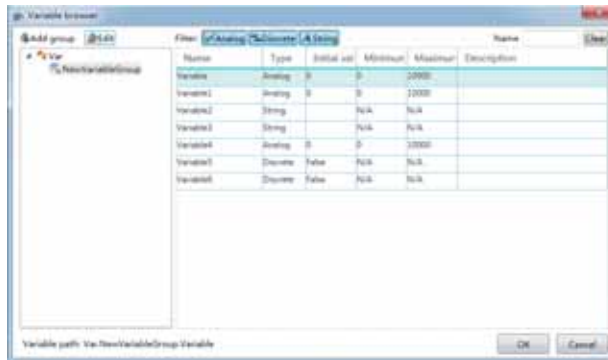 Variable browser
Add group Edit Filter: Analog Discrete A String Name Clear
Var
NewVariableGroup
Name Type Initial val Minimun Maximur Description
Variable Analog 0 0 10000
Variable1 Analog 0 0 10000
Variable2 String N/A N/A
Variable3 String N/A N/A
Variable4 Analog 0 0 10000
Variable5 Discrete False N/A N/A
Variable6 Discrete False N/A N/A
Variable path: Var.NewVariableGroup.Variable
OK Cancel